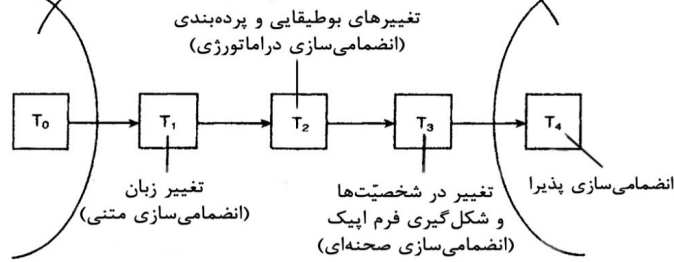 تغییرهای بوطیقایی و پرده‌بندی
(انضمامی‌سازی دراماتورژی)
T₀
T₁
T₂
T₃
T₄
تغییر زبان
(انضمامی‌سازی متنی)
تغییر در شخصیّت‌ها
و شکل‌گیری فرم اپیک
(انضمامی‌سازی صحنه‌ای)
انضمامی‌سازی پذیرا